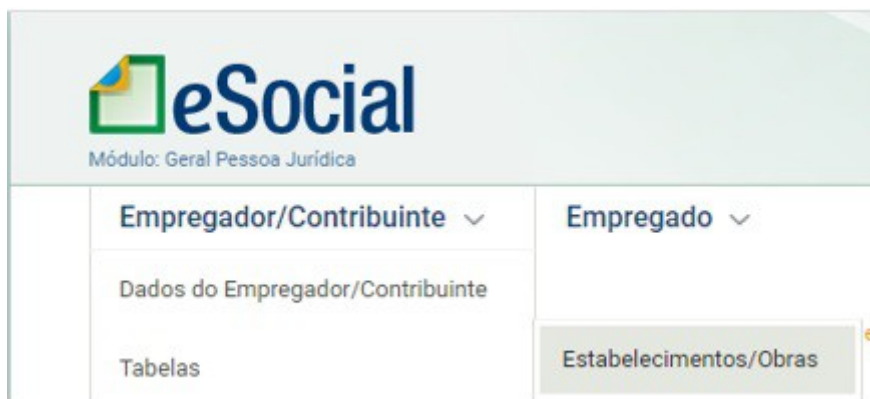 eSocial
Módulo: Geral Pessoa Jurídica
Empregador/Contribuinte
Empregado
Dados do Empregador/Contribuinte
Tabelas
Estabelecimentos/Obras